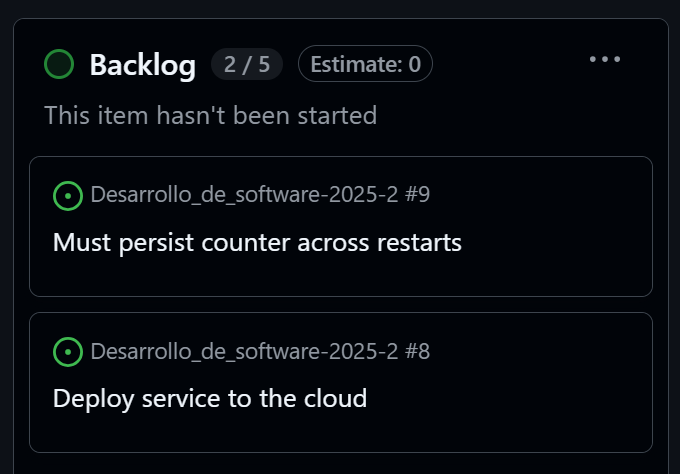 Backlog 2 / 5 Estimate: 0
This item hasn't been started
Desarrollo_de_software-2025-2 #9
Must persist counter across restarts
Desarrollo_de_software-2025-2 #8
Deploy service to the cloud